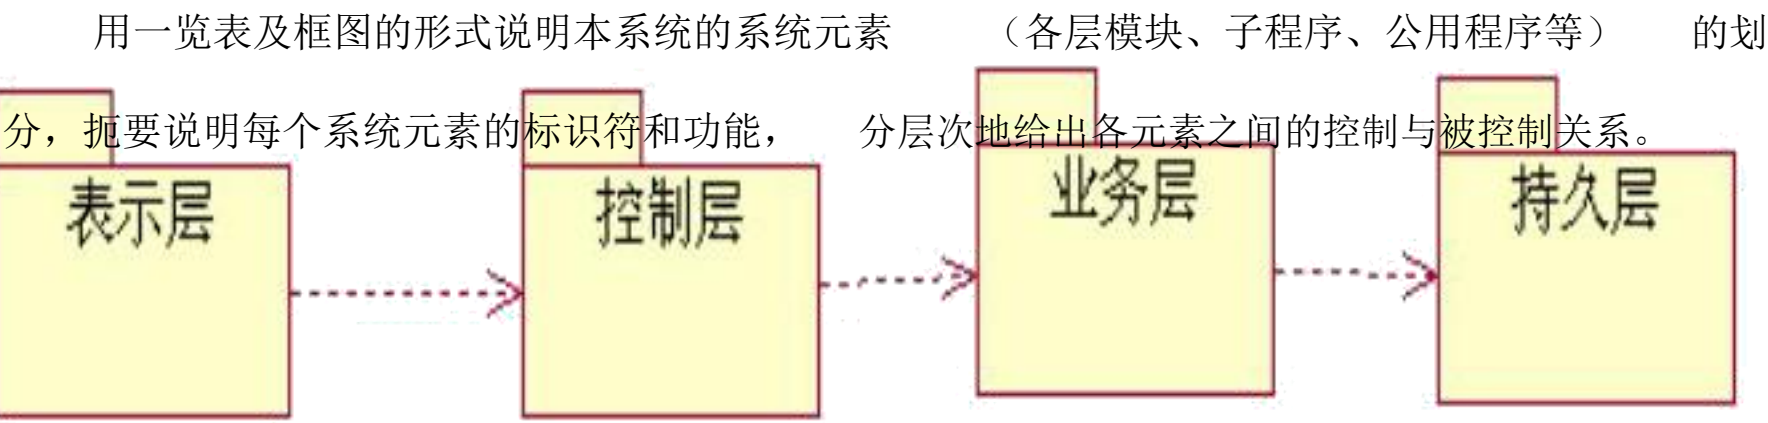 用一览表及框图的形式说明本系统的系统元素 （各层模块、子程序、公用程序等） 的划
分，扼要说明每个系统元素的标识符和功能， 分层次地给出各元素之间的控制与被控制关系。
表示层 控制层 业务层 持久层